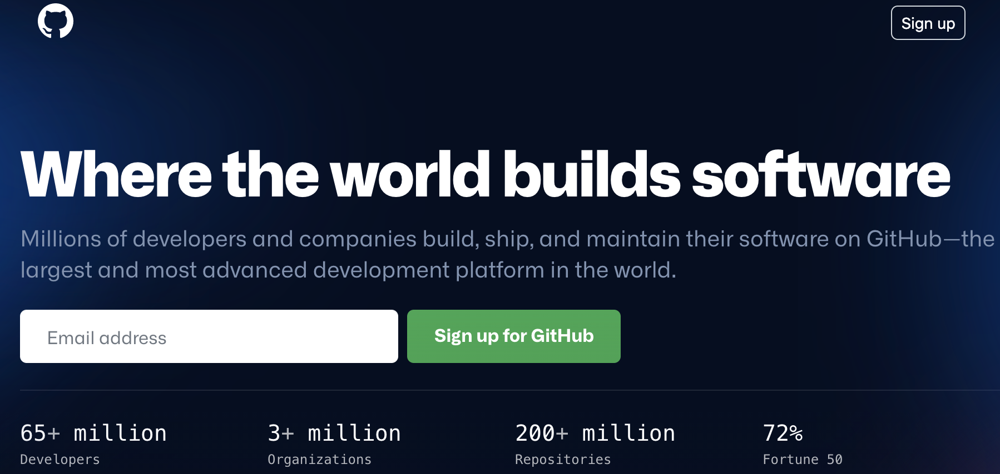 Sign up
Where the world builds software
Millions of developers and companies build, ship, and maintain their software on GitHub—the
largest and most advanced development platform in the world.
Email address
Sign up for GitHub
65+ million
Developers
3+ million
Organizations
200+ million
Repositories
72%
Fortune 50